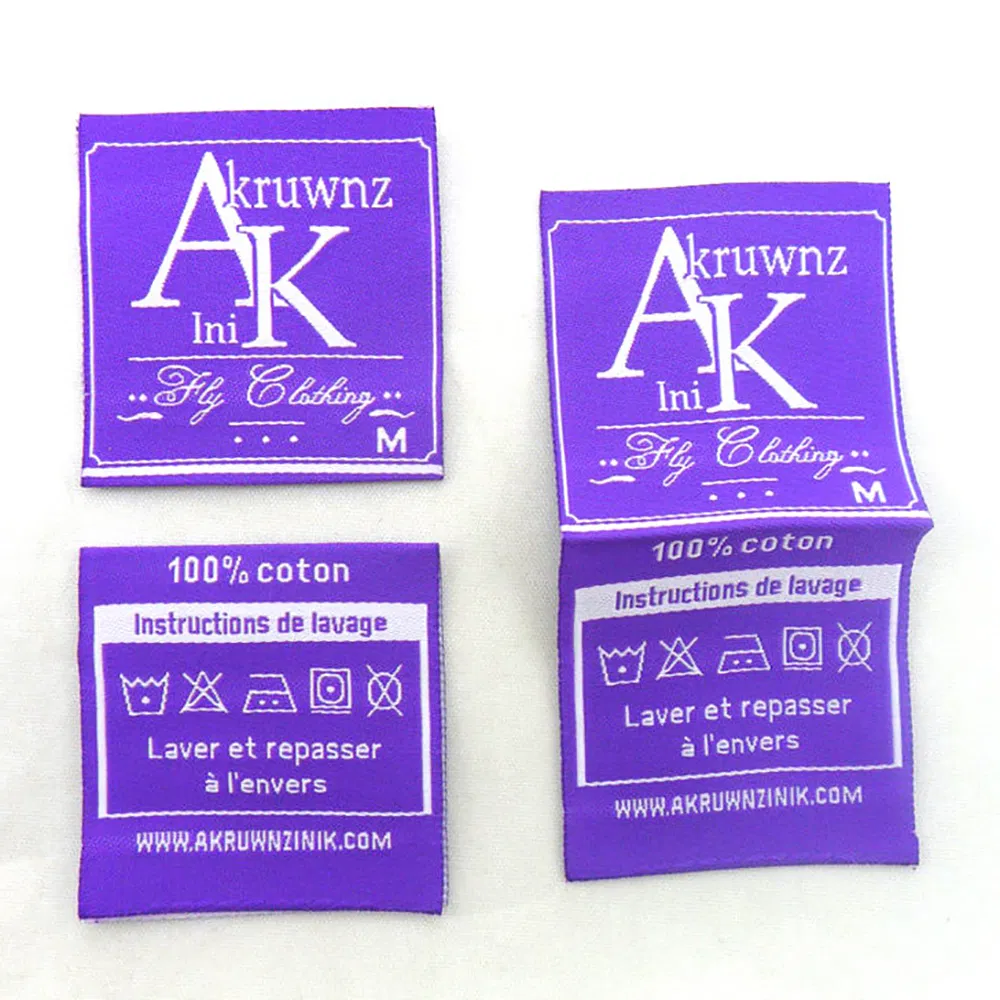 Akruwnz
AK
Ini
Fly Clothing
M
100% coton
Instructions de lavage
Laver et repasser
à l'envers
WWW.AKRUWNZINIK.COM
Akruwnz
AK
Ini
Fly Clothing
M
100% coton
Instructions de lavage
Laver et repasser
à l'envers
WWW.AKRUWNZINIK.COM